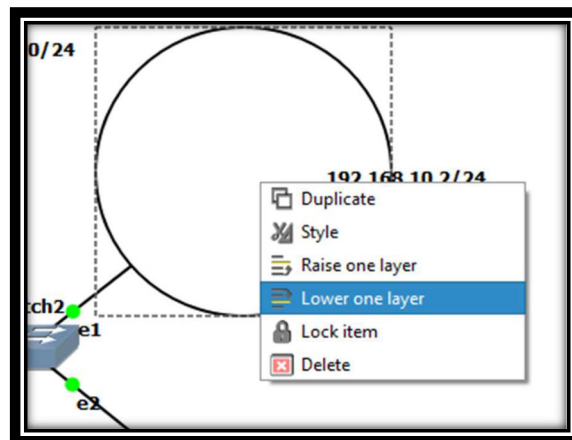 0/24
192.168.10.2/24
Duplicate
Style
Raise one layer
Lower one layer
Lock item
Delete
tch2
e1
e2